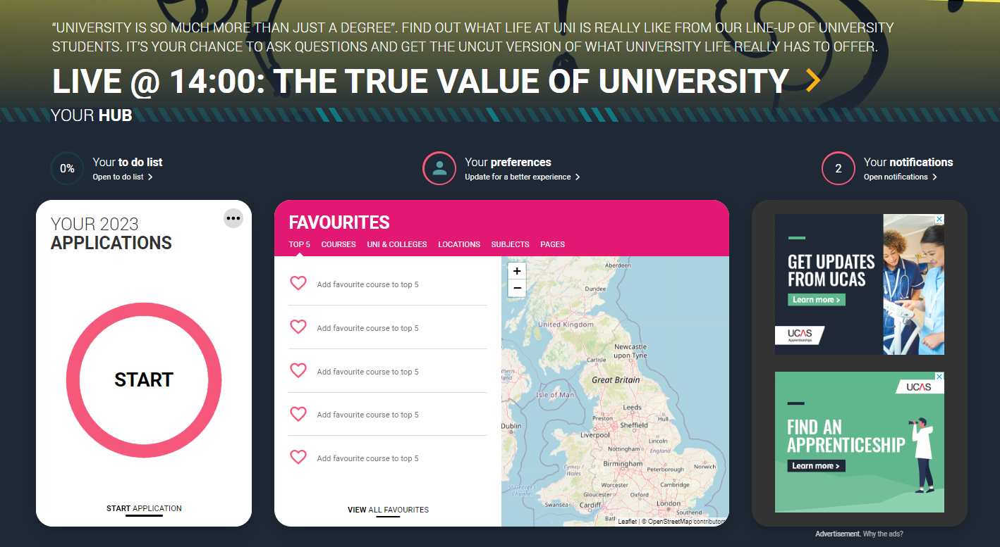 “UNIVERSITY IS SO MUCH MORE THAN JUST A DEGREE”. FIND OUT WHAT LIFE AT UNI IS REALLY LIKE FROM OUR LINE-UP OF UNIVERSITY
STUDENTS. IT’S YOUR CHANCE TO ASK QUESTIONS AND GET THE UNCUT VERSION OF WHAT UNIVERSITY LIFE REALLY HAS TO OFFER.
LIVE @ 14:00: THE TRUE VALUE OF UNIVERSITY
YOUR HUB
0%
Your to do list
Open to do list
Your preferences
Update for a better experience
2
Your notifications
Open notifications
YOUR 2023
APPLICATIONS
START
START APPLICATION
FAVOURITES
TOP 5 COURSES UNI & COLLEGES LOCATIONS SUBJECTS PAGES
Add favourite course to top 5
Add favourite course to top 5
Add favourite course to top 5
Add favourite course to top 5
Add favourite course to top 5
VIEW ALL FAVOURITES
+
−
Aberdeen
Dundee
United Kingdom
Newcastle
upon Tyne
Carlisle
Great Britain
Isle of Man
Leeds
Preston
Hull
Dublin
Sheffield
Liverpool
Lincoln
Nottingham
England
Cymru /
Wales
Birmingham
Peterborough
Norwich
Worcester
Cambridge
St George's
Channel
Gloucester
Oxford
Swansea
Cardiff
London
Southend-
Leaflet | © OpenStreetMap contributors
GET UPDATES
FROM UCAS
Learn more >
UCAS
Apprenticeships
UCAS
FIND AN
APPRENTICESHIP
Learn more >
Advertisement. Why the ads?